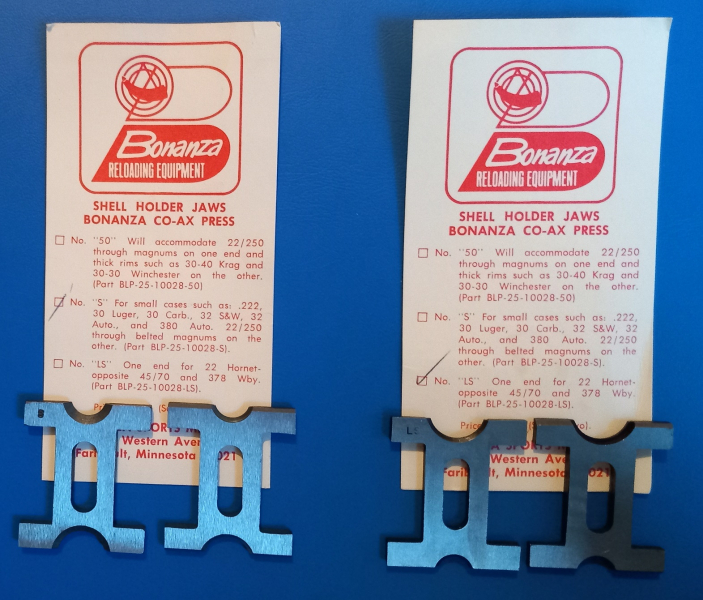 Bonanza
RELOADING EQUIPMENT
SHELL HOLDER JAWS
BONANZA CO-AX PRESS
No. "50" Will accommodate 22/250
through magnums on one end and
thick rims such as 30-40 Krag and
30-30 Winchester on the other.
(Part BLP-25-10028-50)
No. "S" For small cases such as: .222,
30 Luger, 30 Carb., 32 S&W, 32
Auto., and 380 Auto. 22/250
through belted magnums on the
other. (Part BLP-25-10028-S).
No. "LS" One end for 22 Hornet-
opposite 45/70 and 378 Wby.
(Part BLP-25-10028-LS).
Western
Minnesota
Bonanza
RELOADING EQUIPMENT
SHELL HOLDER JAWS
BONANZA CO-AX PRESS
No. "50" Will accommodate 22/250
through magnums on one end and
thick rims such as 30-40 Krag and
30-30 Winchester on the other.
(Part BLP-25-10028-50)
No. "S" For small cases such as: .222,
30 Luger, 30 Carb., 32 S&W, 32
Auto., and 380 Auto. 22/250
through belted magnums on the
other. (Part BLP-25-10028-S).
No. "LS" One end for 22 Hornet-
opposite 45/70 and 378 Wby.
(Part BLP-25-10028-LS).
LS
A SPORTS
Western